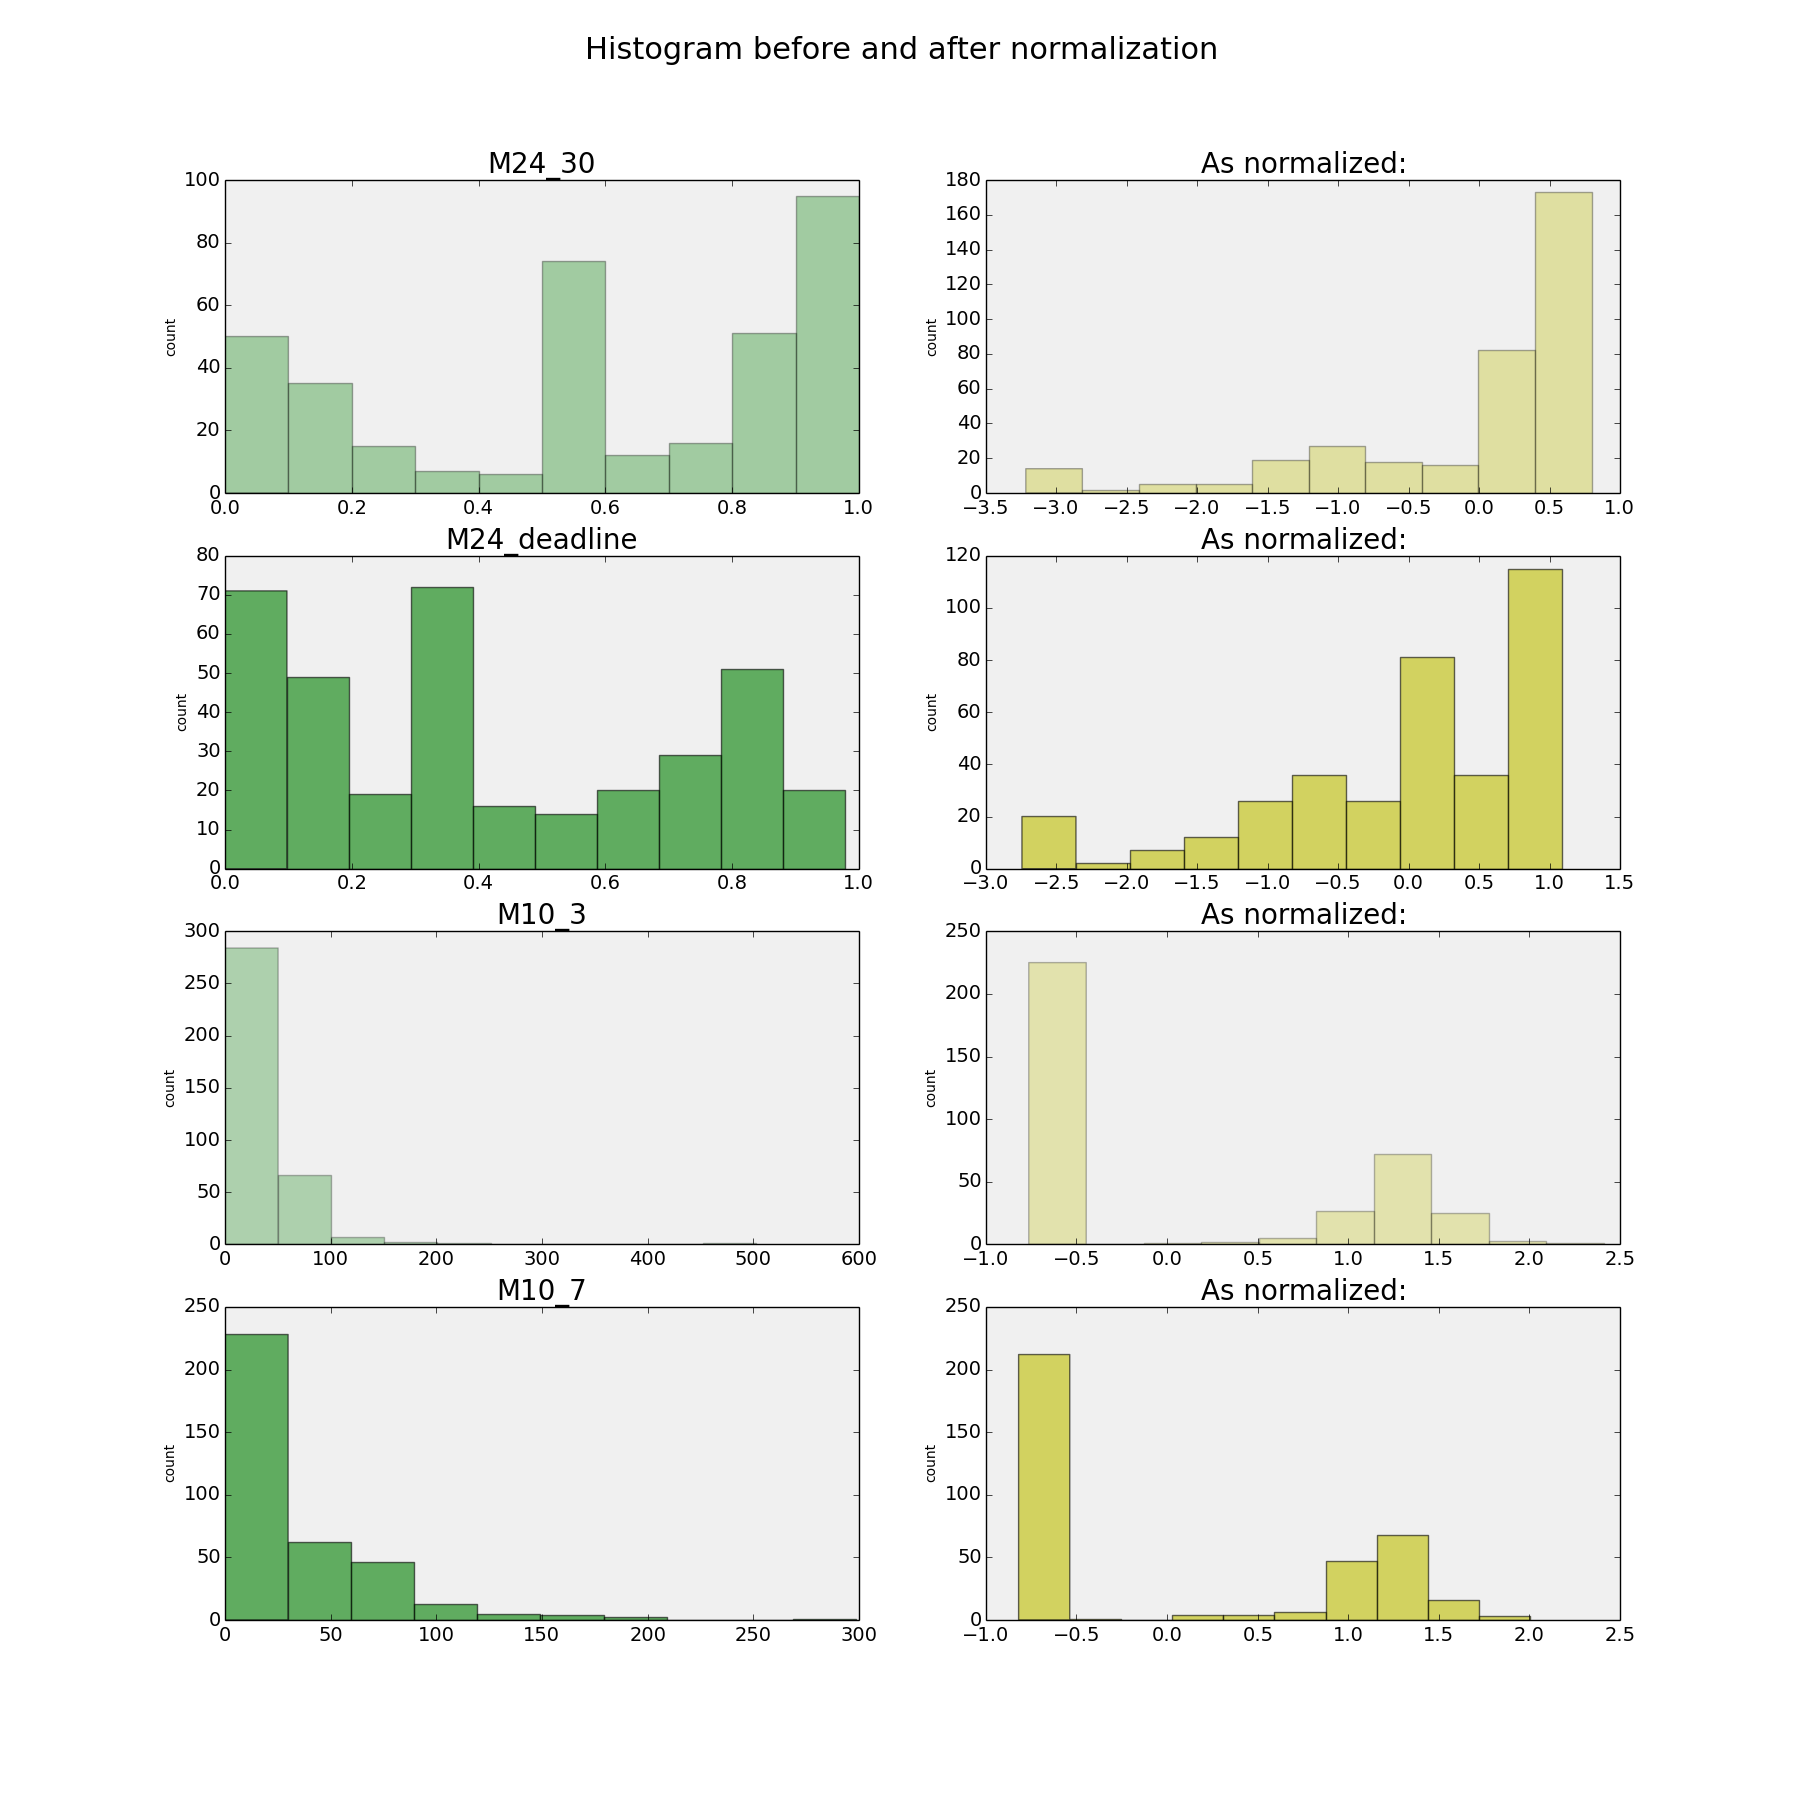 Histogram before and after normalization
M24_30
100
80
60
40
20
0
count
0.0 0.2 0.4 0.6 0.8 1.0
As normalized:
180
160
140
120
100
80
60
40
20
0
count
−3.5 −3.0 −2.5 −2.0 −1.5 −1.0 −0.5 0.0 0.5 1.0
M24_deadline
80
70
60
50
40
30
20
10
0
count
0.0 0.2 0.4 0.6 0.8 1.0
As normalized:
120
100
80
60
40
20
0
count
−3.0 −2.5 −2.0 −1.5 −1.0 −0.5 0.0 0.5 1.0 1.5
M10_3
300
250
200
150
100
50
0
count
0 100 200 300 400 500 600
As normalized:
250
200
150
100
50
0
count
−1.0 −0.5 0.0 0.5 1.0 1.5 2.0 2.5
M10_7
250
200
150
100
50
0
count
0 50 100 150 200 250 300
As normalized:
250
200
150
100
50
0
count
−1.0 −0.5 0.0 0.5 1.0 1.5 2.0 2.5